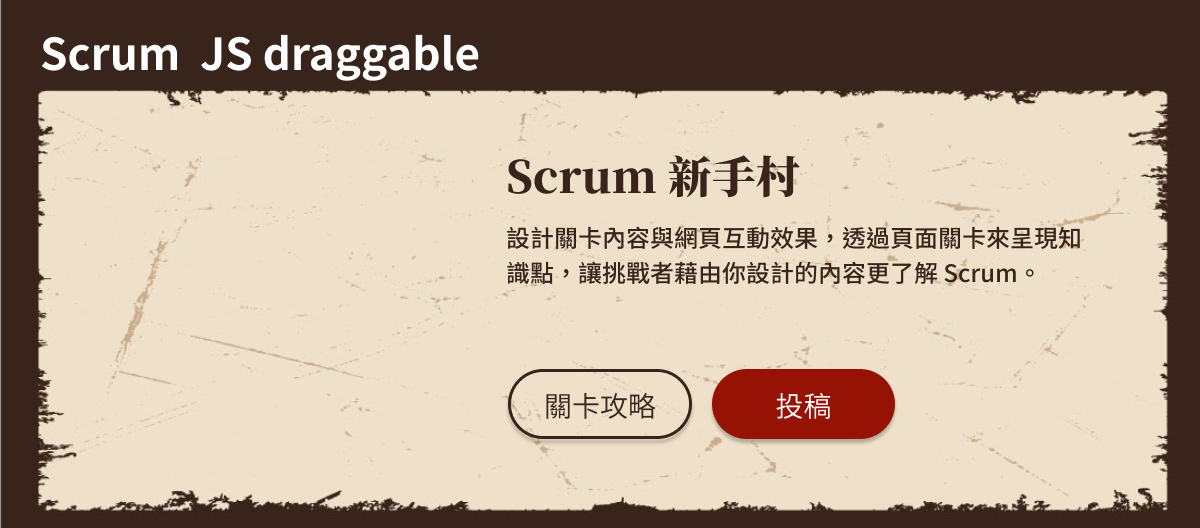 Scrum JS draggable
Scrum 新手村
設計關卡內容與網頁互動效果，透過頁面關卡來呈現知
識點，讓挑戰者藉由你設計的內容更了解 Scrum。
關卡攻略
投稿